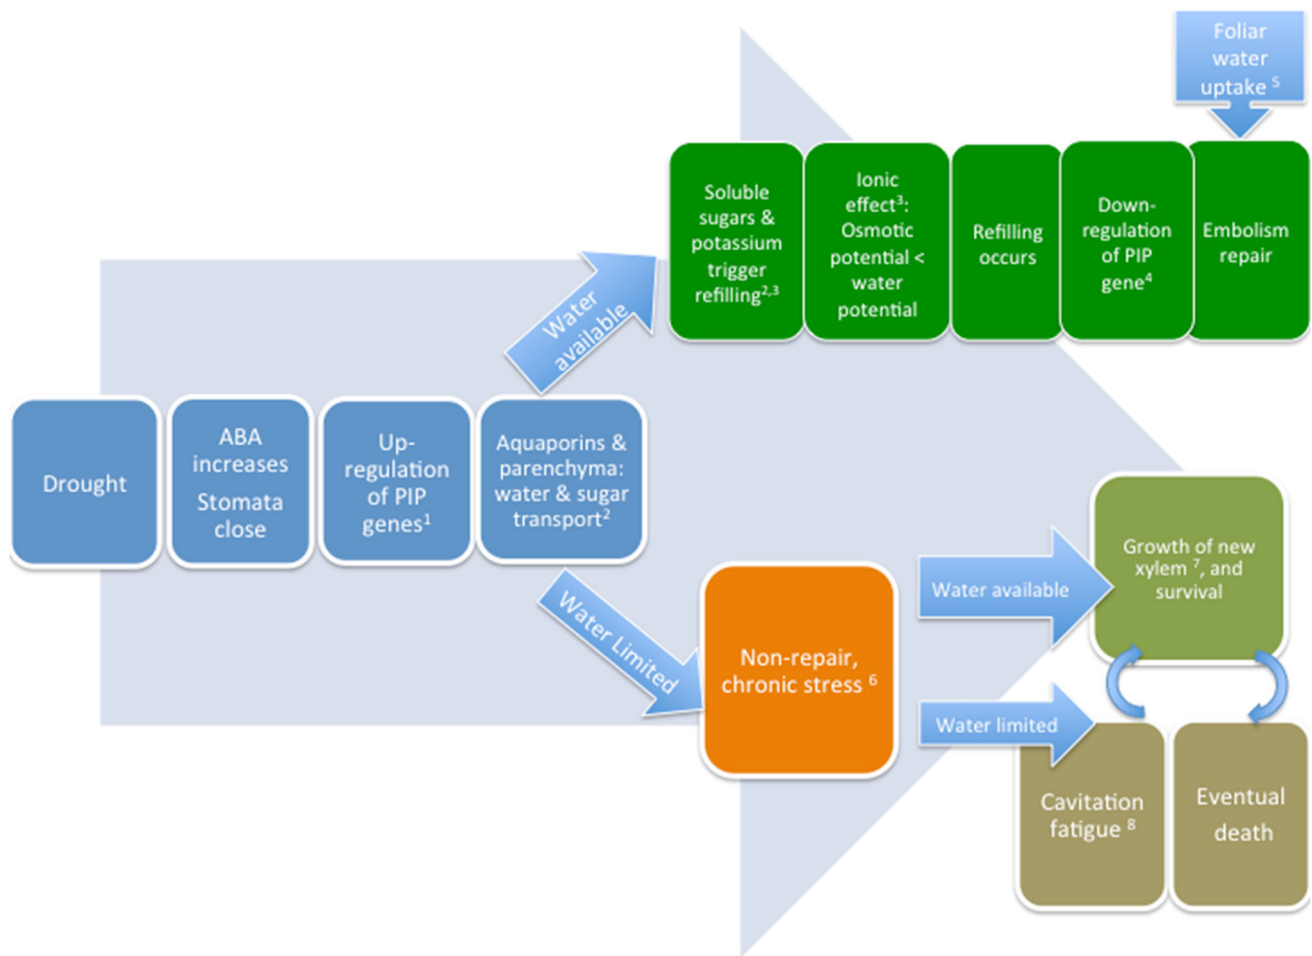 Foliar
water
uptake ⁵
Soluble
sugars &
potassium
trigger
refilling²,³
Ionic
effect³:
Osmotic
potential <
water
potential
Refilling
occurs
Down-
regulation
of PIP
gene⁴
Embolism
repair
Water
available
Drought
ABA
increases
Stomata
close
Up-
regulation
of PIP
genes¹
Aquaporins &
parenchyma:
water & sugar
transport²
Water Limited
Non-repair,
chronic stress ⁶
Water available
Growth of new
xylem ⁷, and
survival
Water limited
Cavitation
fatigue ⁸
Eventual
death